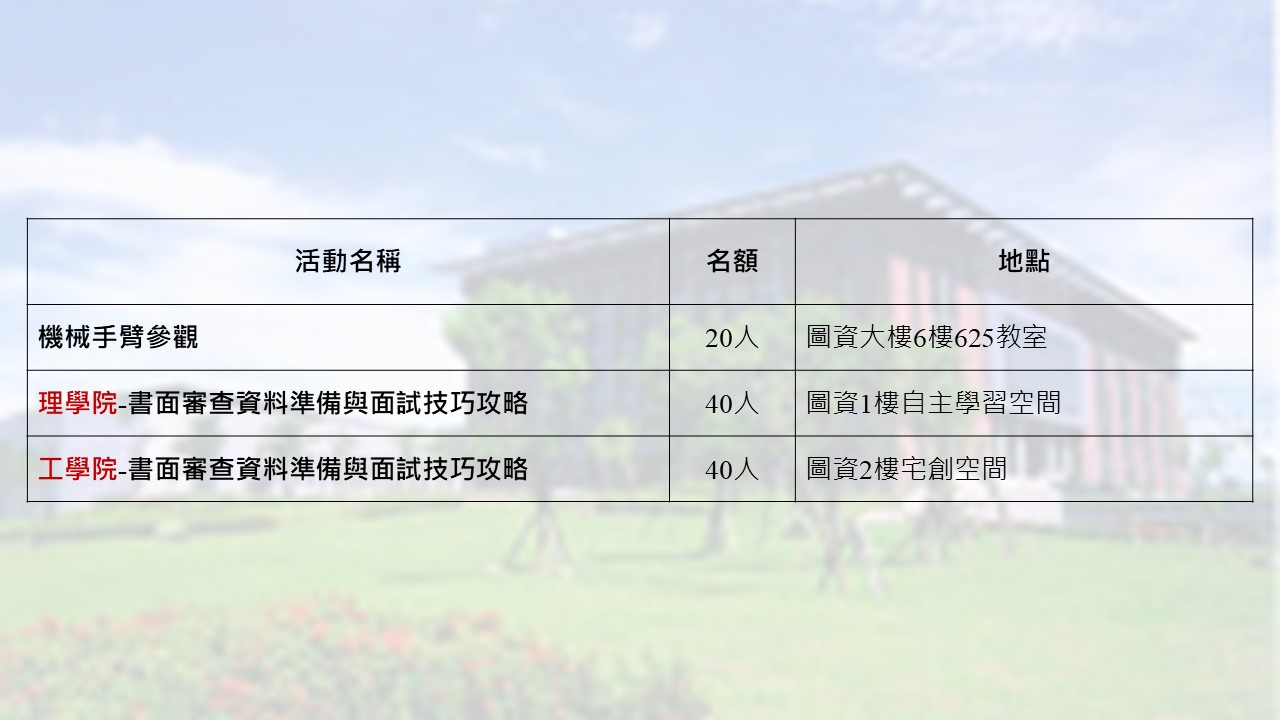 活動名稱 名額 地點
機械手臂參觀 20人 圖資大樓6樓625教室
理學院-書面審查資料準備與面試技巧攻略 40人 圖資1樓自主學習空間
工學院-書面審查資料準備與面試技巧攻略 40人 圖資2樓宅創空間